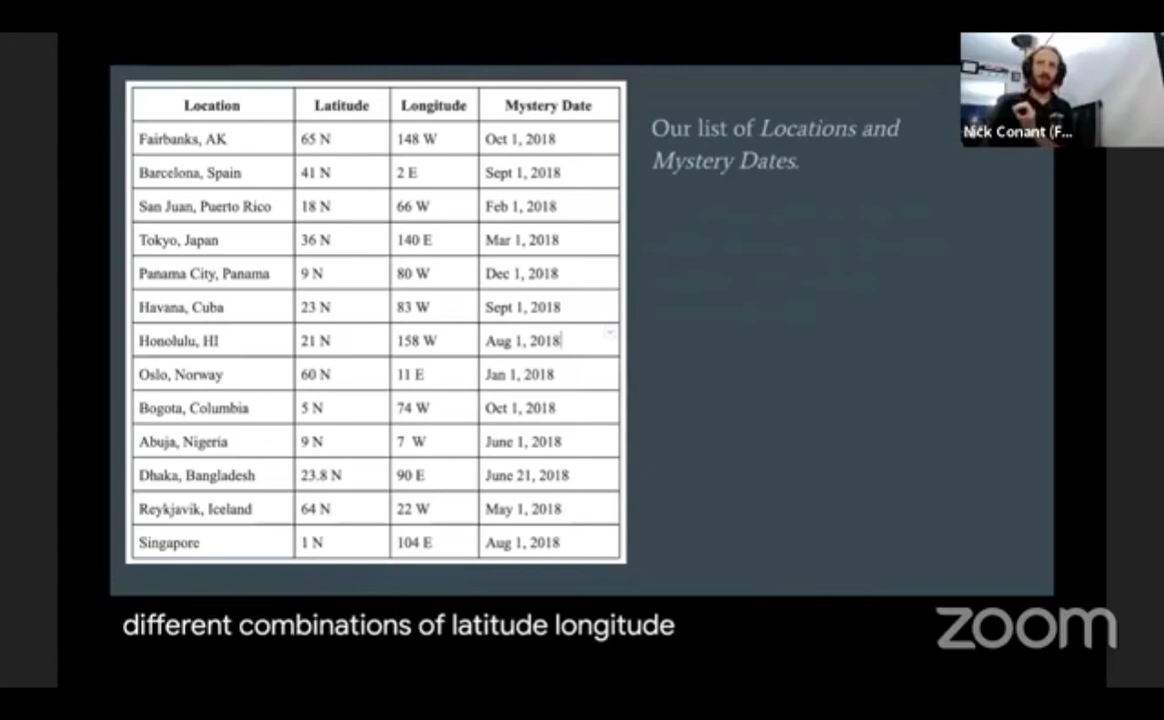 Location Latitude Longitude Mystery Date
Fairbanks, AK 65 N 148 W Oct 1, 2018
Barcelona, Spain 41 N 2 E Sept 1, 2018
San Juan, Puerto Rico 18 N 66 W Feb 1, 2018
Tokyo, Japan 36 N 140 E Mar 1, 2018
Panama City, Panama 9 N 80 W Dec 1, 2018
Havana, Cuba 23 N 83 W Sept 1, 2018
Honolulu, HI 21 N 158 W Aug 1, 2018
Oslo, Norway 60 N 11 E Jan 1, 2018
Bogota, Columbia 5 N 74 W Oct 1, 2018
Abuja, Nigeria 9 N 7 W June 1, 2018
Dhaka, Bangladesh 23.8 N 90 E June 21, 2018
Reykjavik, Iceland 64 N 22 W May 1, 2018
Singapore 1 N 104 E Aug 1, 2018
Our list of Locations and
Mystery Dates.
Nick Conant (F...
different combinations of latitude longitude
zoom